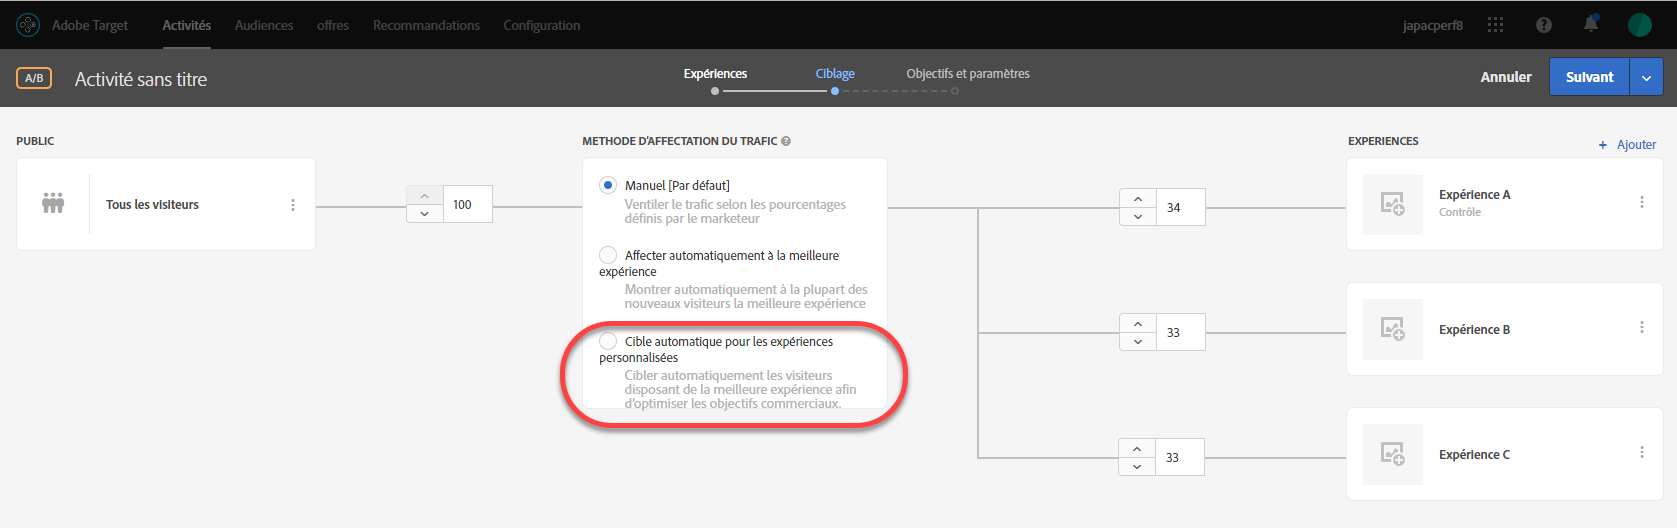 Adobe Target
Activités
Audiences
offres
Recommandations
Configuration
japacperf8
A/B
Activité sans titre
Expériences
Ciblage
Objectifs et paramètres
Annuler
Suivant
PUBLIC
METHODE D'AFFECTATION DU TRAFIC
EXPERIENCES
+ Ajouter
Tous les visiteurs
100
Manuel [Par défaut]
Ventiler le trafic selon les pourcentages
définis par le marketeur
Affecter automatiquement à la meilleure
expérience
Montrer automatiquement à la plupart des
nouveaux visiteurs la meilleure expérience
Cible automatique pour les expériences
personnalisées
Cibler automatiquement les visiteurs
disposant de la meilleure expérience afin
d'optimiser les objectifs commerciaux.
34
Expérience A
Contrôle
33
Expérience B
33
Expérience C